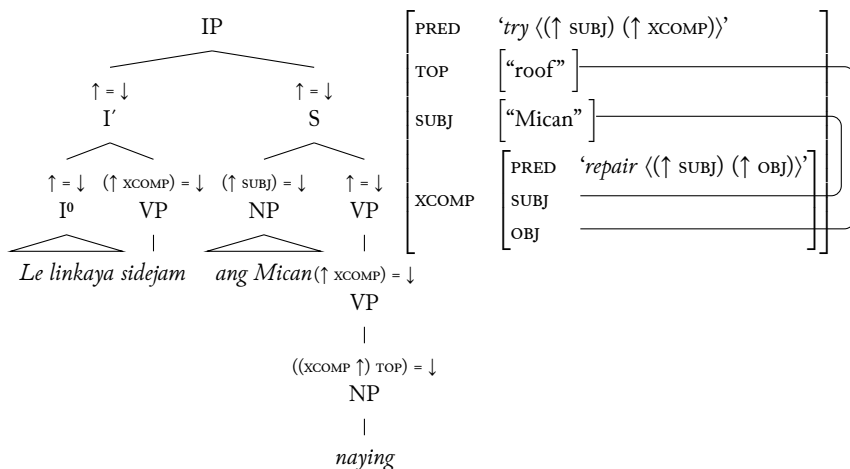 IP
↑ = ↓ ↑ = ↓
I′ S
↑ = ↓ (↑ XCOMP) = ↓ (↑ SUBJ) = ↓ ↑ = ↓
I⁰ VP NP VP
Le linkaya sidejam ang Mican (↑ XCOMP) = ↓
VP
((XCOMP ↑) TOP) = ↓
NP
naying
PRED ‘try ⟨(↑ SUBJ) (↑ XCOMP)⟩’
TOP [“roof”]
SUBJ [“Mican”]
XCOMP
PRED ‘repair ⟨(↑ SUBJ) (↑ OBJ)⟩’
SUBJ
OBJ